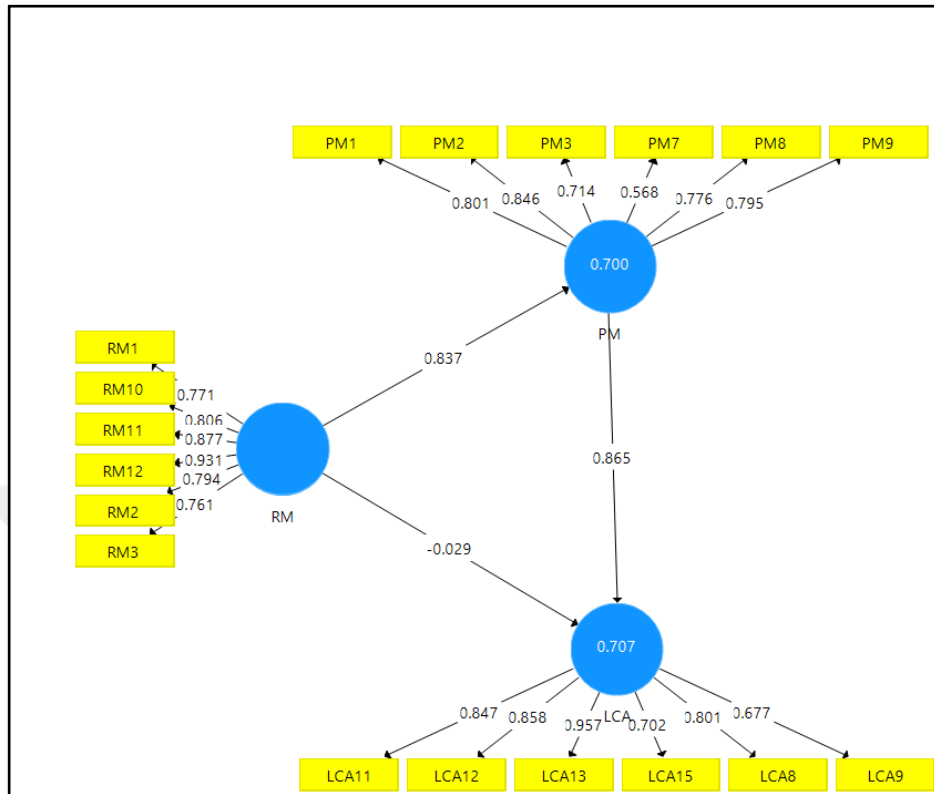 PM1 PM2 PM3 PM7 PM8 PM9
0.801 0.846 0.714 0.568 0.776 0.795
0.700
PM
RM1
RM10
RM11
RM12
RM2
RM3
0.771
0.806
0.877
0.931
0.794
0.761
RM
0.837
0.865
-0.029
0.707
LCA
0.847 0.858 0.957 0.702 0.801 0.677
LCA11 LCA12 LCA13 LCA15 LCA8 LCA9